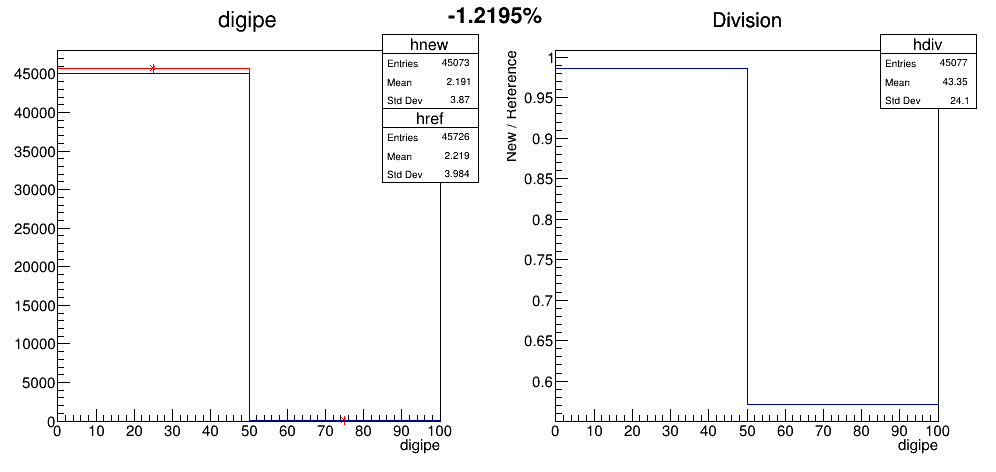 -1.2195%
digipe
hnew
Entries 45073
Mean 2.191
Std Dev 3.87
href
Entries 45726
Mean 2.219
Std Dev 3.984
45000
40000
35000
30000
25000
20000
15000
10000
5000
0
0 10 20 30 40 50 60 70 80 90 100
digipe
Division
hdiv
Entries 45077
Mean 43.35
Std Dev 24.1
New / Reference
1
0.95
0.9
0.85
0.8
0.75
0.7
0.65
0.6
0 10 20 30 40 50 60 70 80 90 100
digipe